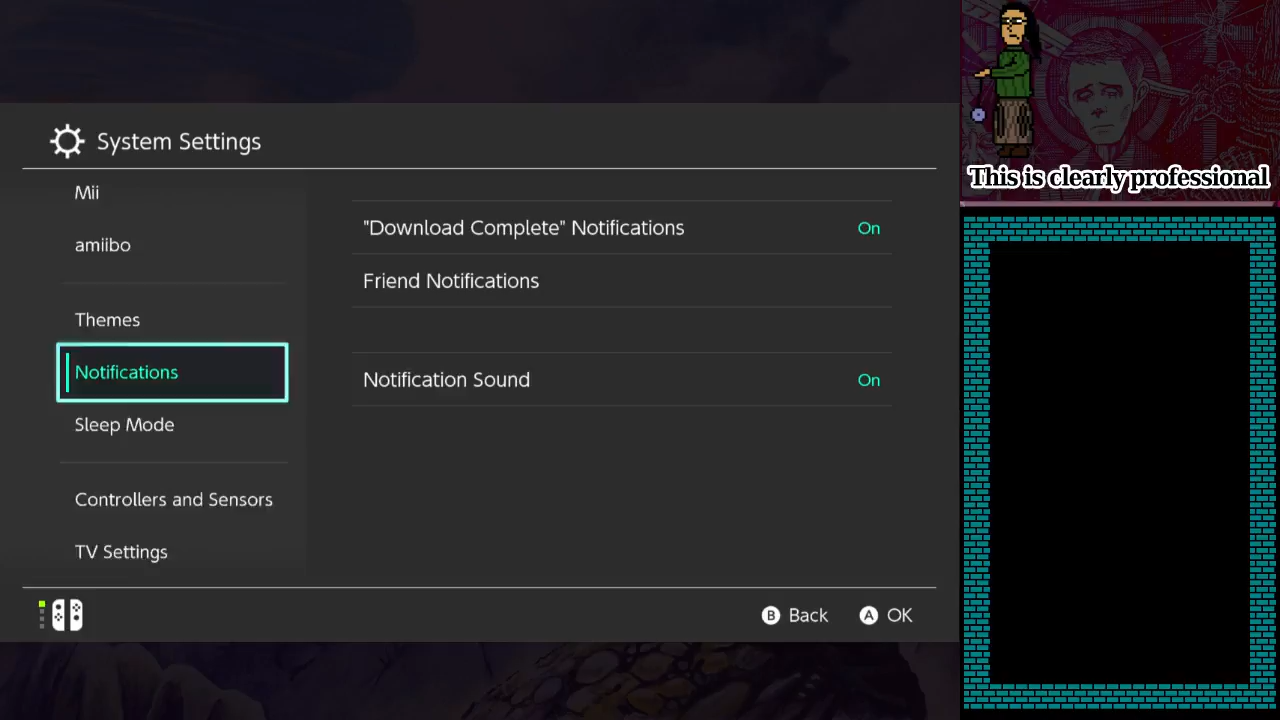 System Settings
Mii
amiibo
Themes
Notifications
Sleep Mode
Controllers and Sensors
TV Settings
"Download Complete" Notifications On
Friend Notifications
Notification Sound On
B Back A OK
This is clearly professional